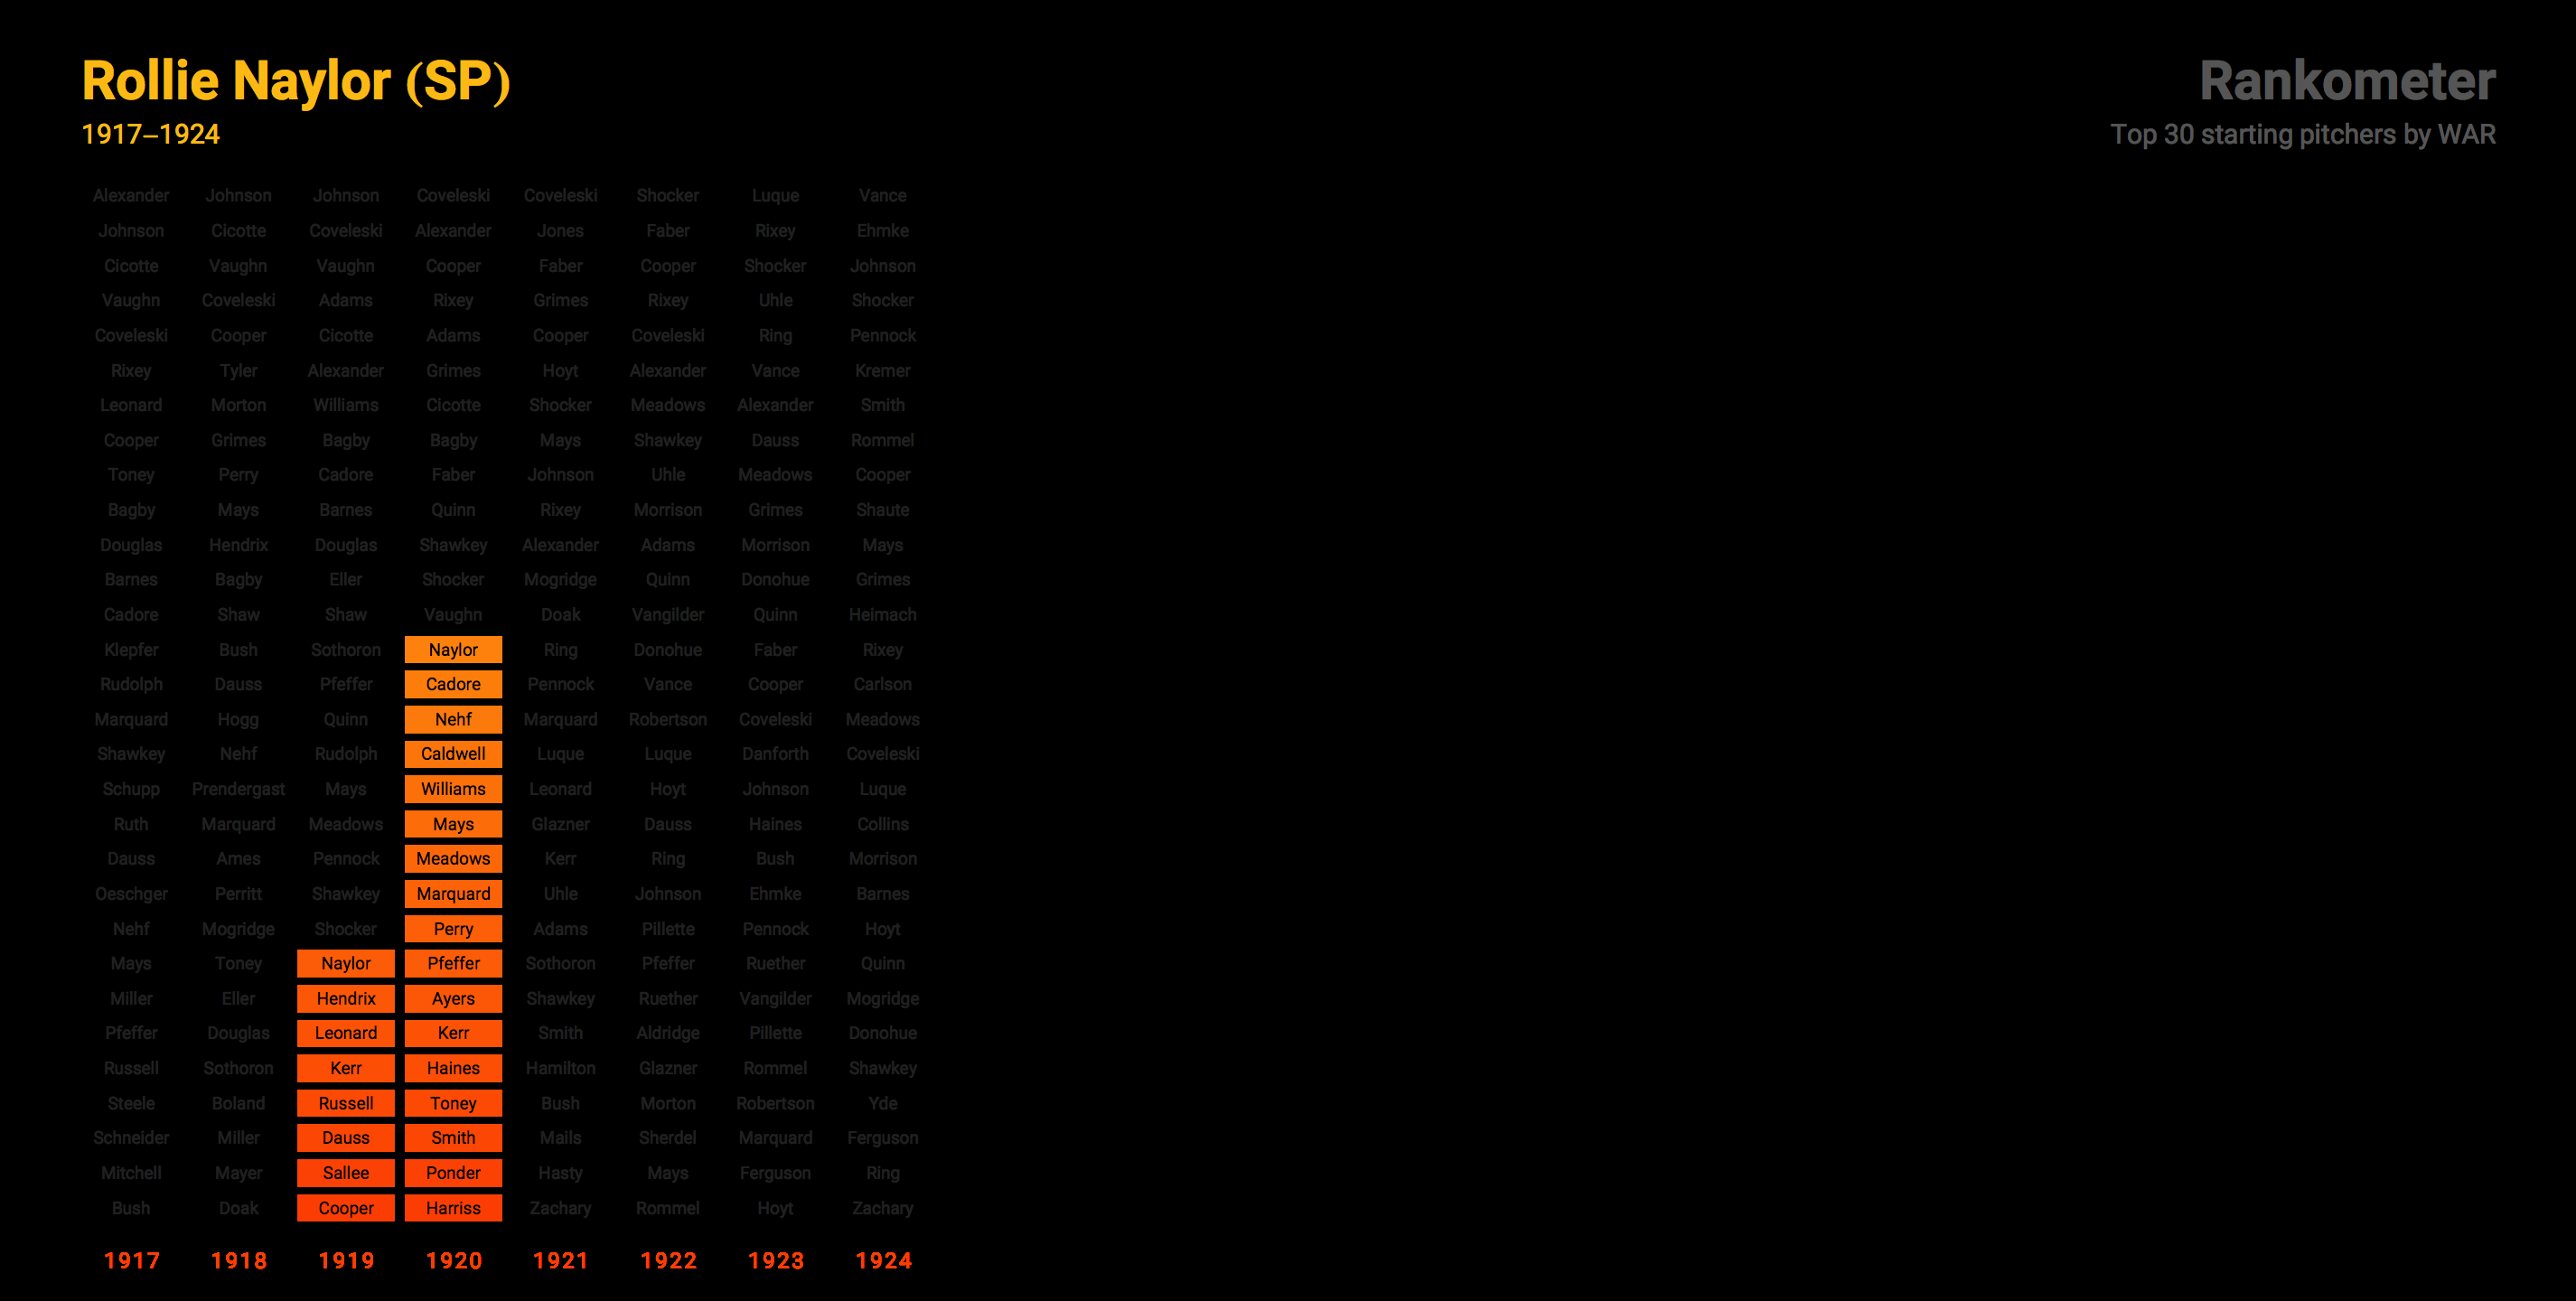 Rollie Naylor (SP)
1917–1924
Rankometer
Top 30 starting pitchers by WAR
Alexander Johnson Johnson Coveleski Coveleski Shocker Luque Vance
Johnson Cicotte Coveleski Alexander Jones Faber Rixey Ehmke
Cicotte Vaughn Vaughn Cooper Faber Cooper Shocker Johnson
Vaughn Coveleski Adams Rixey Grimes Rixey Uhle Shocker
Coveleski Cooper Cicotte Adams Cooper Coveleski Ring Pennock
Rixey Tyler Alexander Grimes Hoyt Alexander Vance Kremer
Leonard Morton Williams Cicotte Shocker Meadows Alexander Smith
Cooper Grimes Bagby Bagby Mays Shawkey Dauss Rommel
Toney Perry Cadore Faber Johnson Uhle Meadows Cooper
Bagby Mays Barnes Quinn Rixey Morrison Grimes Shaute
Douglas Hendrix Douglas Shawkey Alexander Adams Morrison Mays
Barnes Bagby Eller Shocker Mogridge Quinn Donohue Grimes
Cadore Shaw Shaw Vaughn Doak Vangilder Quinn Heimach
Klepfer Bush Sothoron Naylor Ring Donohue Faber Rixey
Rudolph Dauss Pfeffer Cadore Pennock Vance Cooper Carlson
Marquard Hogg Quinn Nehf Marquard Robertson Coveleski Meadows
Shawkey Nehf Rudolph Caldwell Luque Luque Danforth Coveleski
Schupp Prendergast Mays Williams Leonard Hoyt Johnson Luque
Ruth Marquard Meadows Mays Glazner Dauss Haines Collins
Dauss Ames Pennock Meadows Kerr Ring Bush Morrison
Oeschger Perritt Shawkey Marquard Uhle Johnson Ehmke Barnes
Nehf Mogridge Shocker Perry Adams Pillette Pennock Hoyt
Mays Toney Naylor Pfeffer Sothoron Pfeffer Ruether Quinn
Miller Eller Hendrix Ayers Shawkey Ruether Vangilder Mogridge
Pfeffer Douglas Leonard Kerr Smith Aldridge Pillette Donohue
Russell Sothoron Kerr Haines Hamilton Glazner Rommel Shawkey
Steele Boland Russell Toney Bush Morton Robertson Yde
Schneider Miller Dauss Smith Mails Sherdel Marquard Ferguson
Mitchell Mayer Sallee Ponder Hasty Mays Ferguson Ring
Bush Doak Cooper Harriss Zachary Rommel Hoyt Zachary
1917 1918 1919 1920 1921 1922 1923 1924